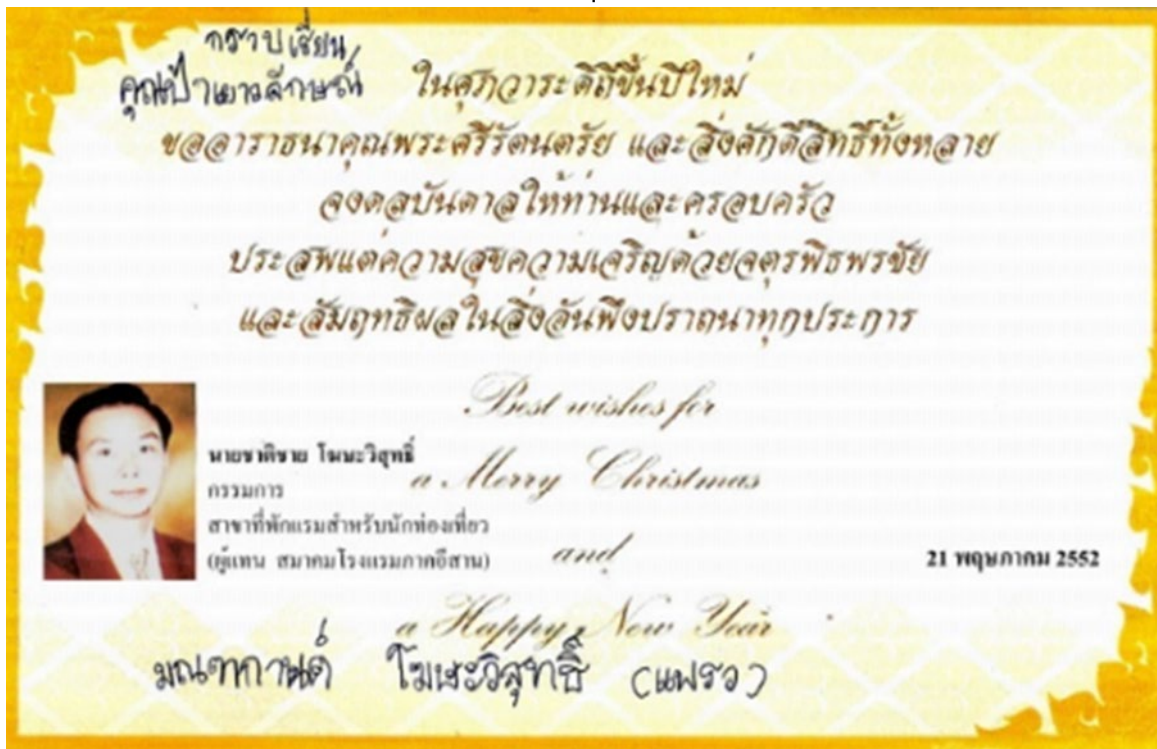 กราบเรียน
คุณป้าเยาวลักษณ์
ในศุภวาระดิถีขึ้นปีใหม่
ขออาราธนาคุณพระศรีรัตนตรัย และสิ่งศักดิ์สิทธิ์ทั้งหลาย
จงดลบันดาลให้ท่านและครอบครัว
ประสพแต่ความสุขความเจริญด้วยจตุรพิธพรชัย
และสัมฤทธิผลในสิ่งอันพึงปราถนาทุกประการ
Best wishes for
a Merry Christmas
and
a Happy New Year
นายชาติชาย โฆษะวิสุทธิ์
กรรมการ
สาขาที่พักแรมสำหรับนักท่องเที่ยว
(ผู้แทน สมาคมโรงแรมภาคอีสาน)
21 พฤษภาคม 2552
มณฑกานต์ โฆษะวิสุทธิ์ (แพรว)